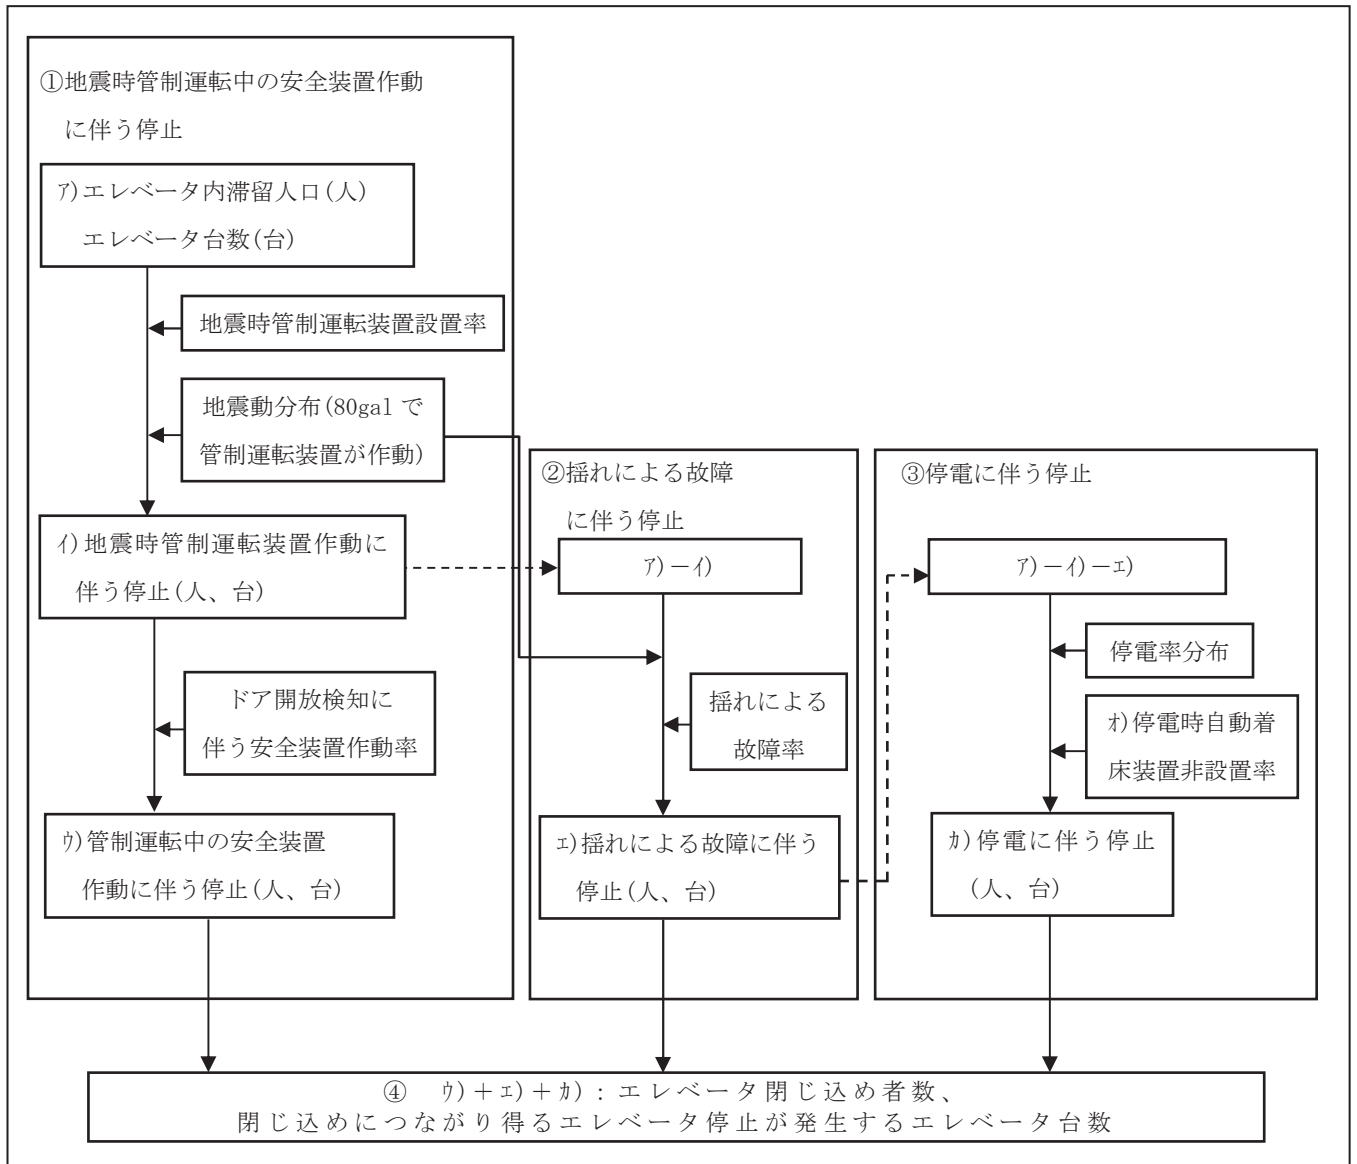 ①地震時管制運転中の安全装置作動
に伴う停止
ｱ)エレベータ内滞留人口(人)
エレベータ台数(台)
地震時管制運転装置設置率
地震動分布(80gal で
管制運転装置が作動)
ｲ)地震時管制運転装置作動に
伴う停止(人、台)
ドア開放検知に
伴う安全装置作動率
ｳ)管制運転中の安全装置
作動に伴う停止(人、台)
②揺れによる故障
に伴う停止
ｱ)－ｲ)
揺れによる
故障率
ｴ)揺れによる故障に伴う
停止(人、台)
③停電に伴う停止
ｱ)－ｲ)－ｴ)
停電率分布
ｵ)停電時自動着
床装置非設置率
ｶ)停電に伴う停止
(人、台)
④　ｳ)＋ｴ)＋ｶ)：エレベータ閉じ込め者数、
閉じ込めにつながり得るエレベータ停止が発生するエレベータ台数